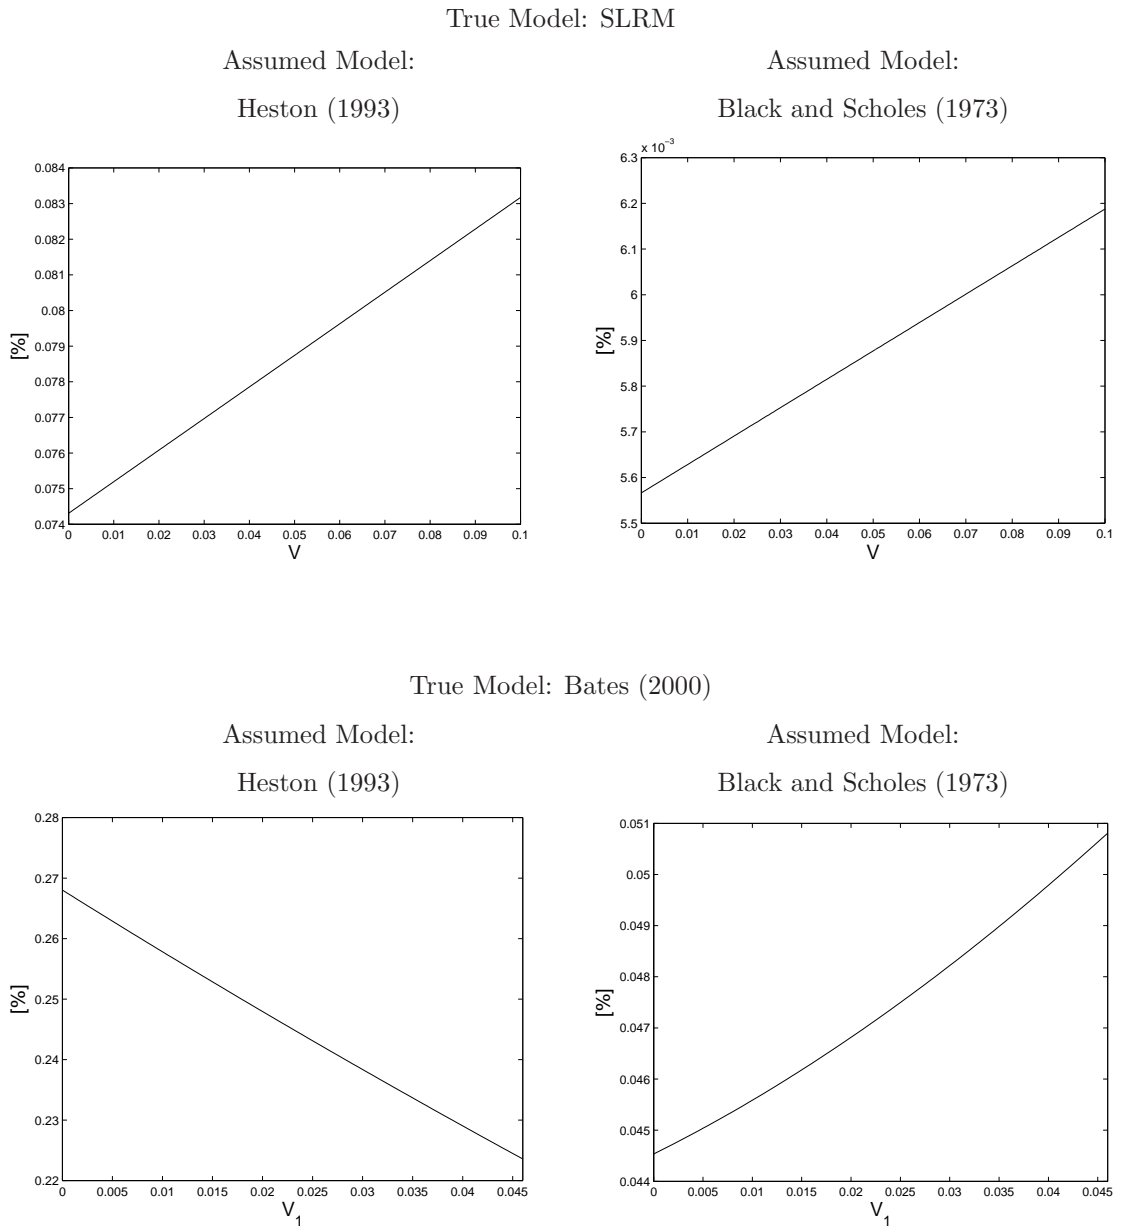 True Model: SLRM
Assumed Model:
Heston (1993)
0.084
0.083
0.082
0.081
0.08
0.079
0.078
0.077
0.076
0.075
0.074
[%]
0 0.01 0.02 0.03 0.04 0.05 0.06 0.07 0.08 0.09 0.1
V
Assumed Model:
Black and Scholes (1973)
x 10⁻³
6.3
6.2
6.1
6
5.9
5.8
5.7
5.6
5.5
[%]
0 0.01 0.02 0.03 0.04 0.05 0.06 0.07 0.08 0.09 0.1
V
True Model: Bates (2000)
Assumed Model:
Heston (1993)
0.28
0.27
0.26
0.25
0.24
0.23
0.22
[%]
0 0.005 0.01 0.015 0.02 0.025 0.03 0.035 0.04 0.045
V₁
Assumed Model:
Black and Scholes (1973)
0.051
0.05
0.049
0.048
0.047
0.046
0.045
0.044
[%]
0 0.005 0.01 0.015 0.02 0.025 0.03 0.035 0.04 0.045
V₁